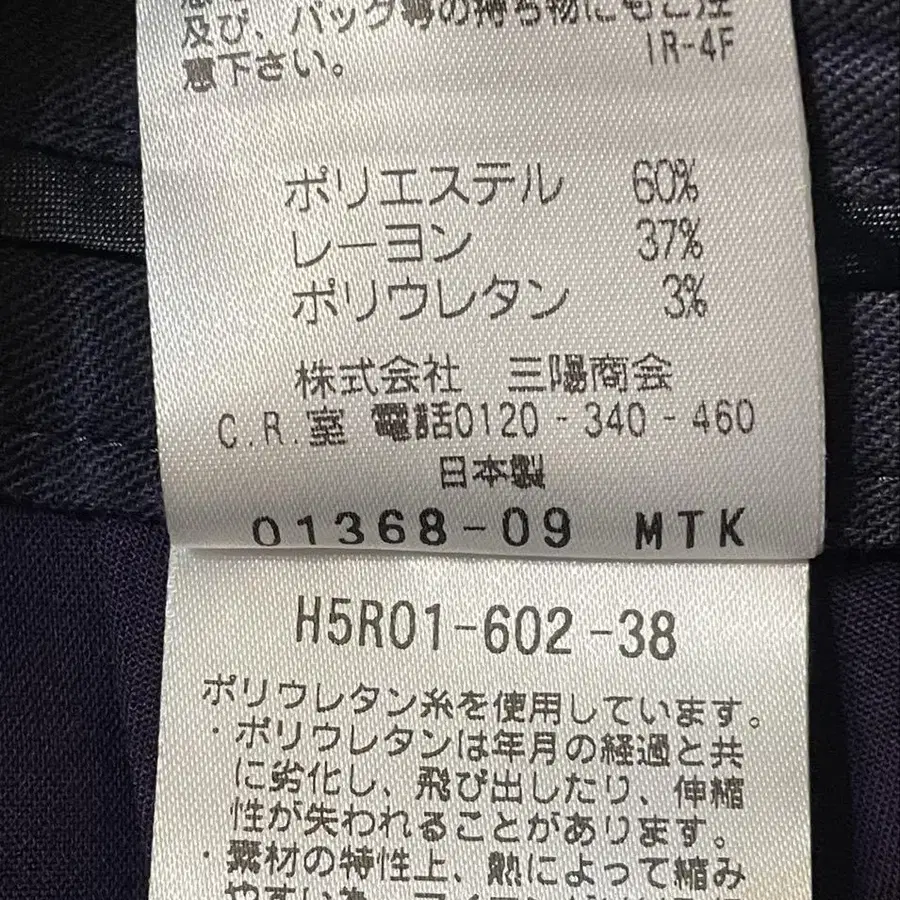 及び、バッグ等の持ち物にもご注
意下さい。 IR-4F
ポリエステル 60%
レーヨン 37%
ポリウレタン 3%
株式会社 三陽商会
C.R.室 電話0120-340-460
日本製
01368-09 MTK
H5R01-602-38
ポリウレタン糸を使用しています。
・ポリウレタンは年月の経過と共
に劣化し、飛び出したり、伸縮
性が失われることがあります。
・素材の特性上、熱によって縮み
やすい為、